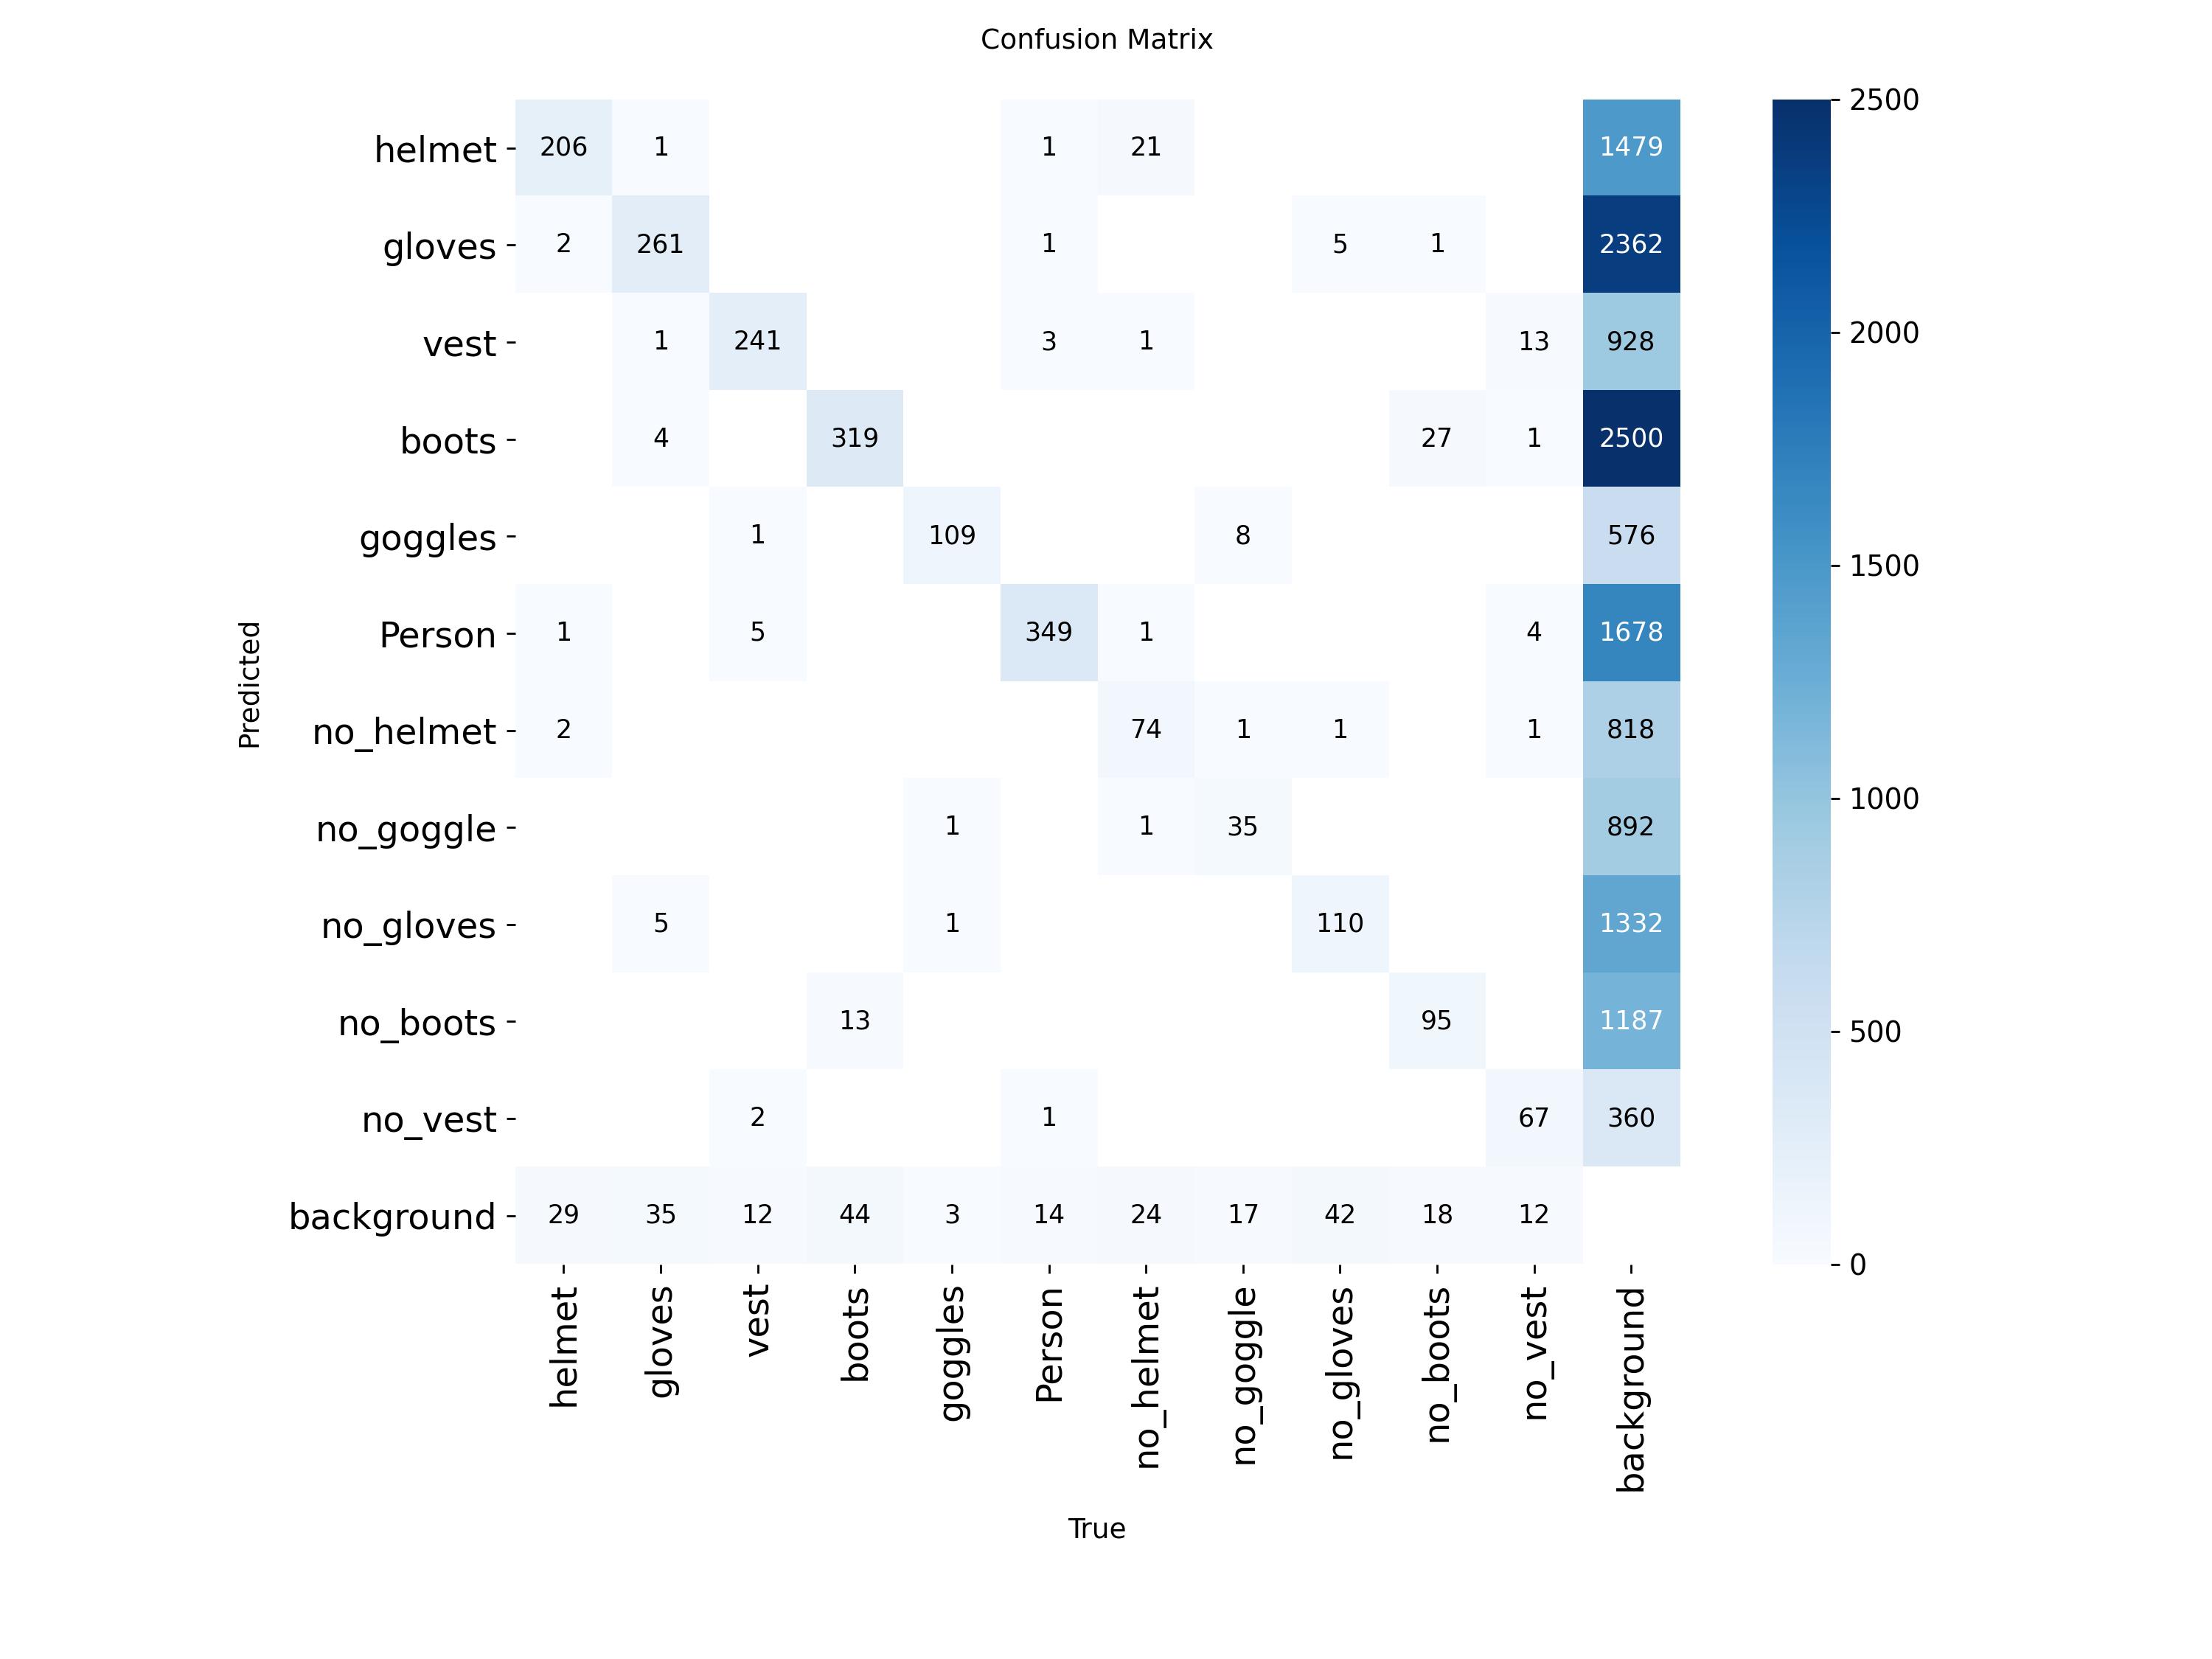 Confusion Matrix
helmet 206 1 1 21 1479
gloves 2 261 1 5 1 2362
vest 1 241 3 1 13 928
boots 4 319 27 1 2500
goggles 1 109 8 576
Person 1 5 349 1 4 1678
no_helmet 2 74 1 1 1 818
no_goggle 1 1 35 892
no_gloves 5 1 110 1332
no_boots 13 95 1187
no_vest 2 1 67 360
background 29 35 12 44 3 14 24 17 42 18 12
Predicted
helmet gloves vest boots goggles Person no_helmet no_goggle no_gloves no_boots no_vest background
True
2500
2000
1500
1000
500
0